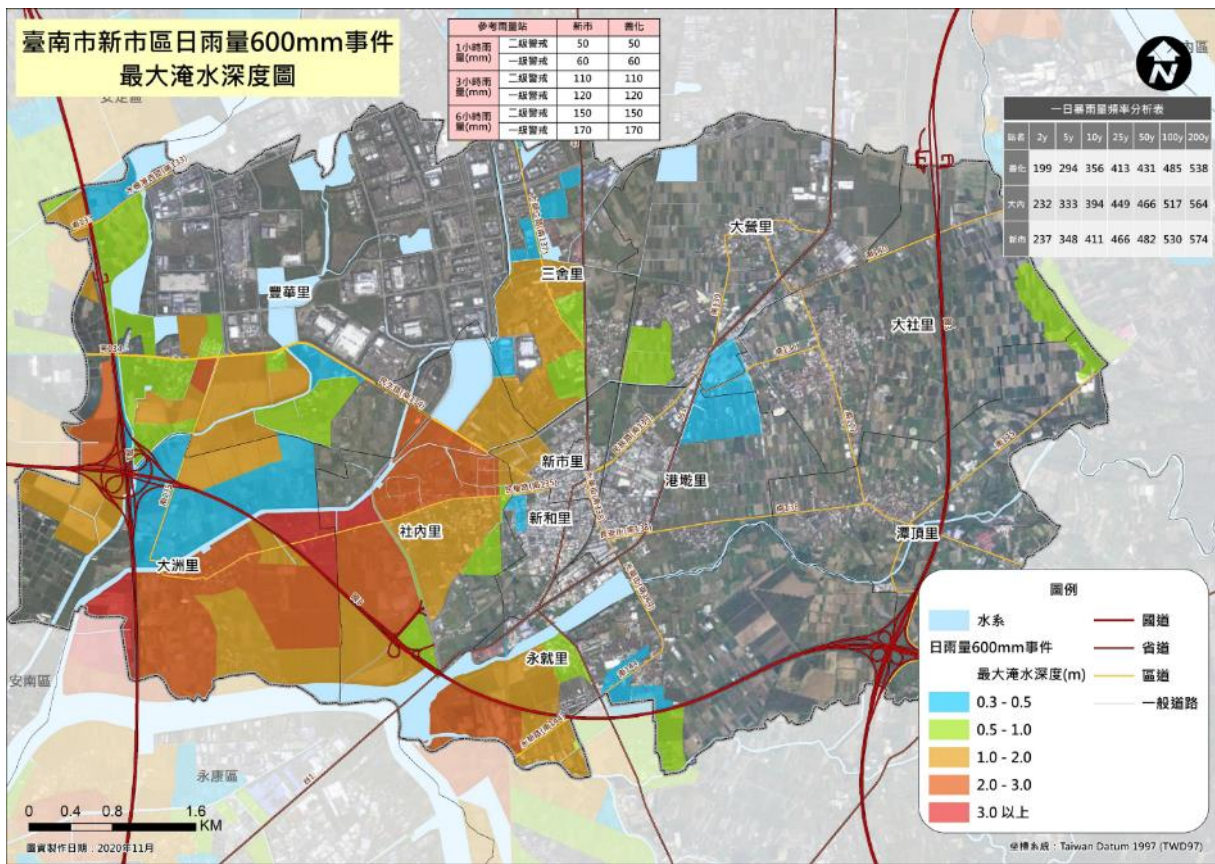 臺南市新市區日雨量600mm事件
最大淹水深度圖
參考雨量站 新市 善化
1小時雨量(mm) 二級警戒 50 50
一級警戒 60 60
3小時雨量(mm) 二級警戒 110 110
一級警戒 120 120
6小時雨量(mm) 二級警戒 150 150
一級警戒 170 170
一日暴雨量頻率分析表
站名 2y 5y 10y 25y 50y 100y 200y
善化 199 294 356 413 431 485 538
大內 232 333 394 449 466 517 564
新市 237 348 411 466 482 530 574
安定區
大營里
三舍里
豐華里
大社里
新市里
港墘里
新和里
社內里
潭頂里
大洲里
永就里
安南區
永康區
圖例
水系
日雨量600mm事件
最大淹水深度(m)
0.3 - 0.5
0.5 - 1.0
1.0 - 2.0
2.0 - 3.0
3.0 以上
國道
省道
區道
一般道路
N
0 0.4 0.8 1.6
KM
圖資製作日期：2020年11月
坐標系統：Taiwan Datum 1997 (TWD97)